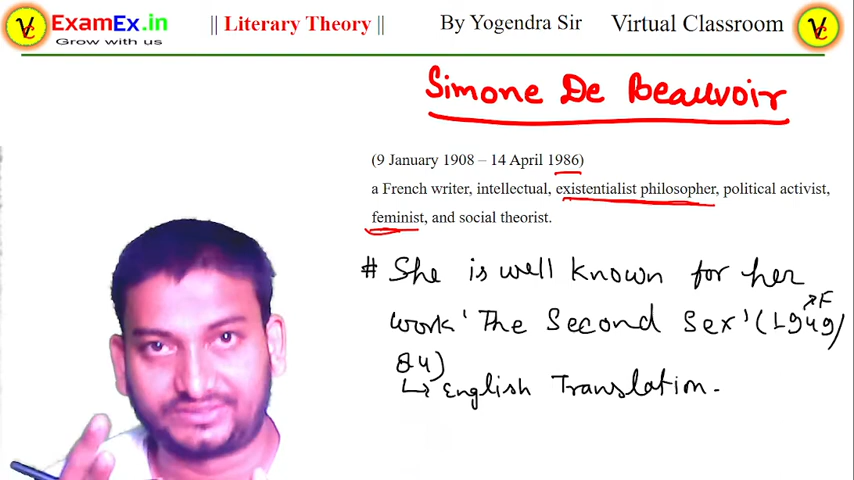 ExamEx.in
Grow with us
|| Literary Theory ||
By Yogendra Sir
Virtual Classroom
Simone De Beauvoir
(9 January 1908 – 14 April 1986)
a French writer, intellectual, existentialist philosopher, political activist,
feminist, and social theorist.
# She is well known for her
work 'The Second Sex' (1949/
↗F
84)
↳ English Translation.